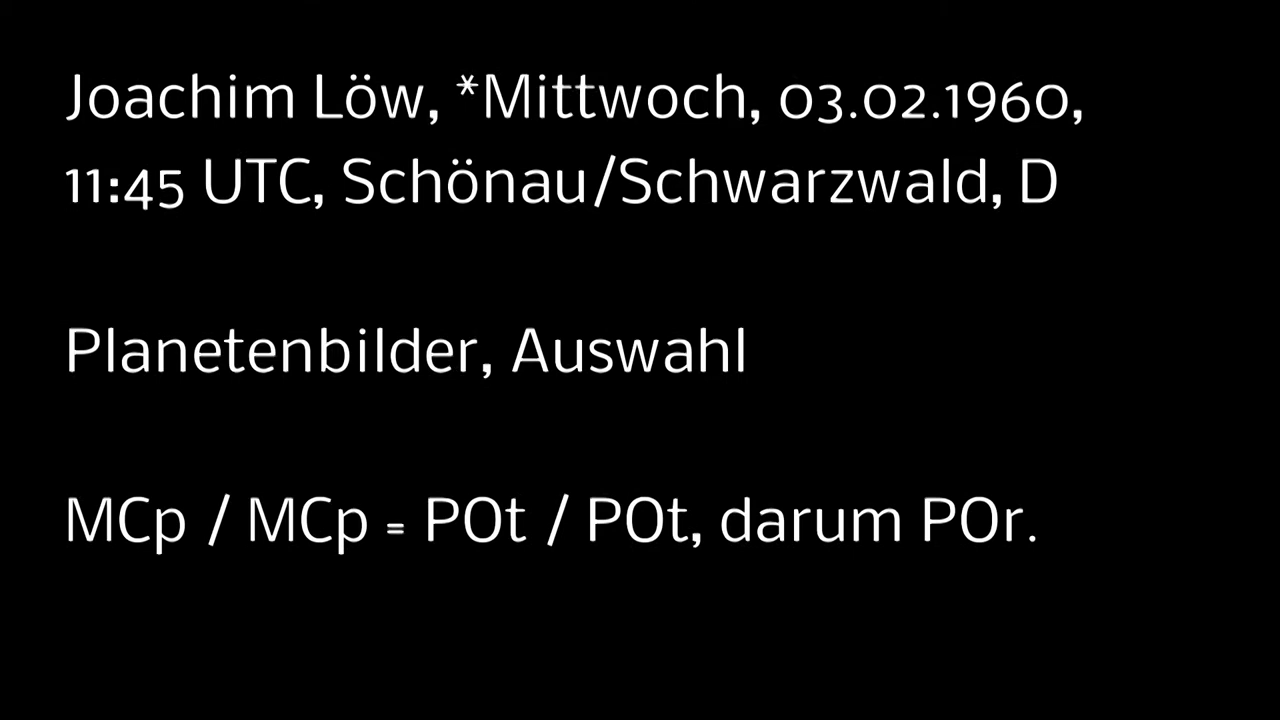 Joachim Löw, *Mittwoch, 03.02.1960,
11:45 UTC, Schönau/Schwarzwald, D
Planetenbilder, Auswahl
MCp / MCp = POt / POt, darum POr.